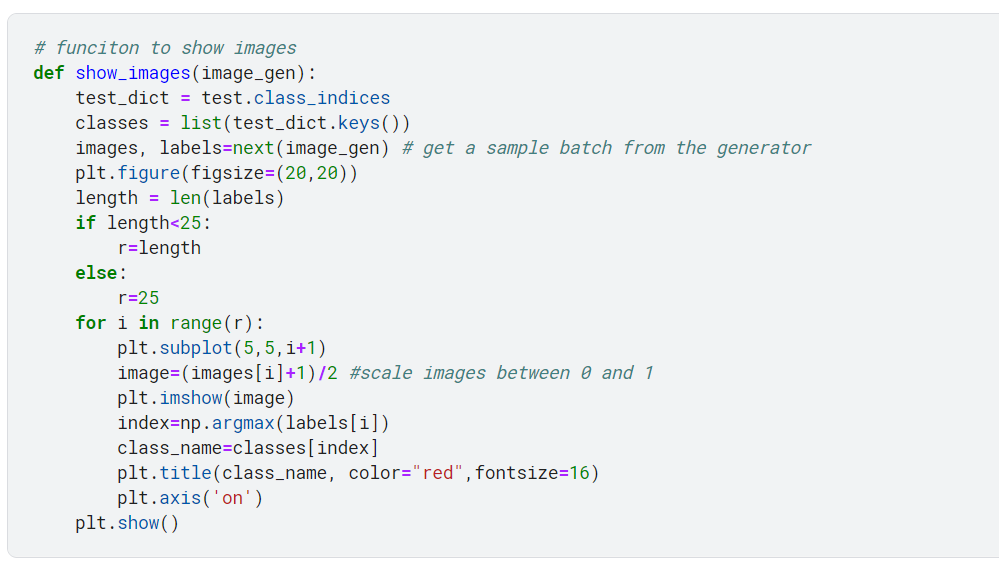 # funciton to show images
def show_images(image_gen):
    test_dict = test.class_indices
    classes = list(test_dict.keys())
    images, labels=next(image_gen) # get a sample batch from the generator
    plt.figure(figsize=(20,20))
    length = len(labels)
    if length<25:
        r=length
    else:
        r=25
    for i in range(r):
        plt.subplot(5,5,i+1)
        image=(images[i]+1)/2 #scale images between 0 and 1
        plt.imshow(image)
        index=np.argmax(labels[i])
        class_name=classes[index]
        plt.title(class_name, color="red",fontsize=16)
        plt.axis('on')
    plt.show()